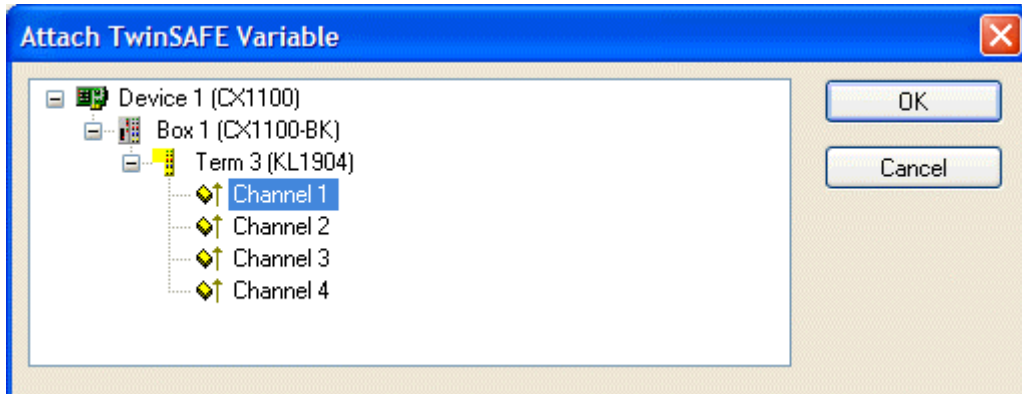 Attach TwinSAFE Variable
Device 1 (CX1100)
Box 1 (CX1100-BK)
Term 3 (KL1904)
Channel 1
Channel 2
Channel 3
Channel 4
OK
Cancel